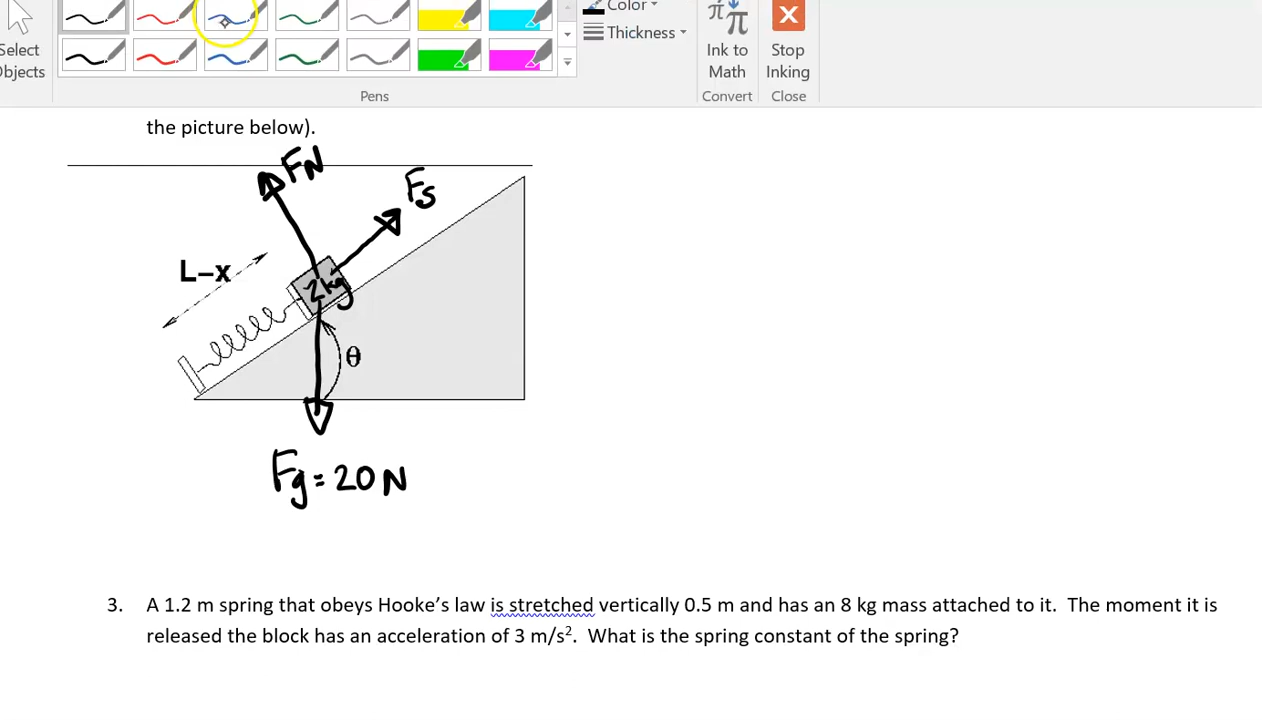 Select
Objects
Color
Thickness
Ink to
Math
Stop
Inking
Pens
Convert
Close
the picture below).
FN
Fs
L–x
2kg
θ
Fg=20N
3. A 1.2 m spring that obeys Hooke's law is stretched vertically 0.5 m and has an 8 kg mass attached to it. The moment it is
released the block has an acceleration of 3 m/s². What is the spring constant of the spring?